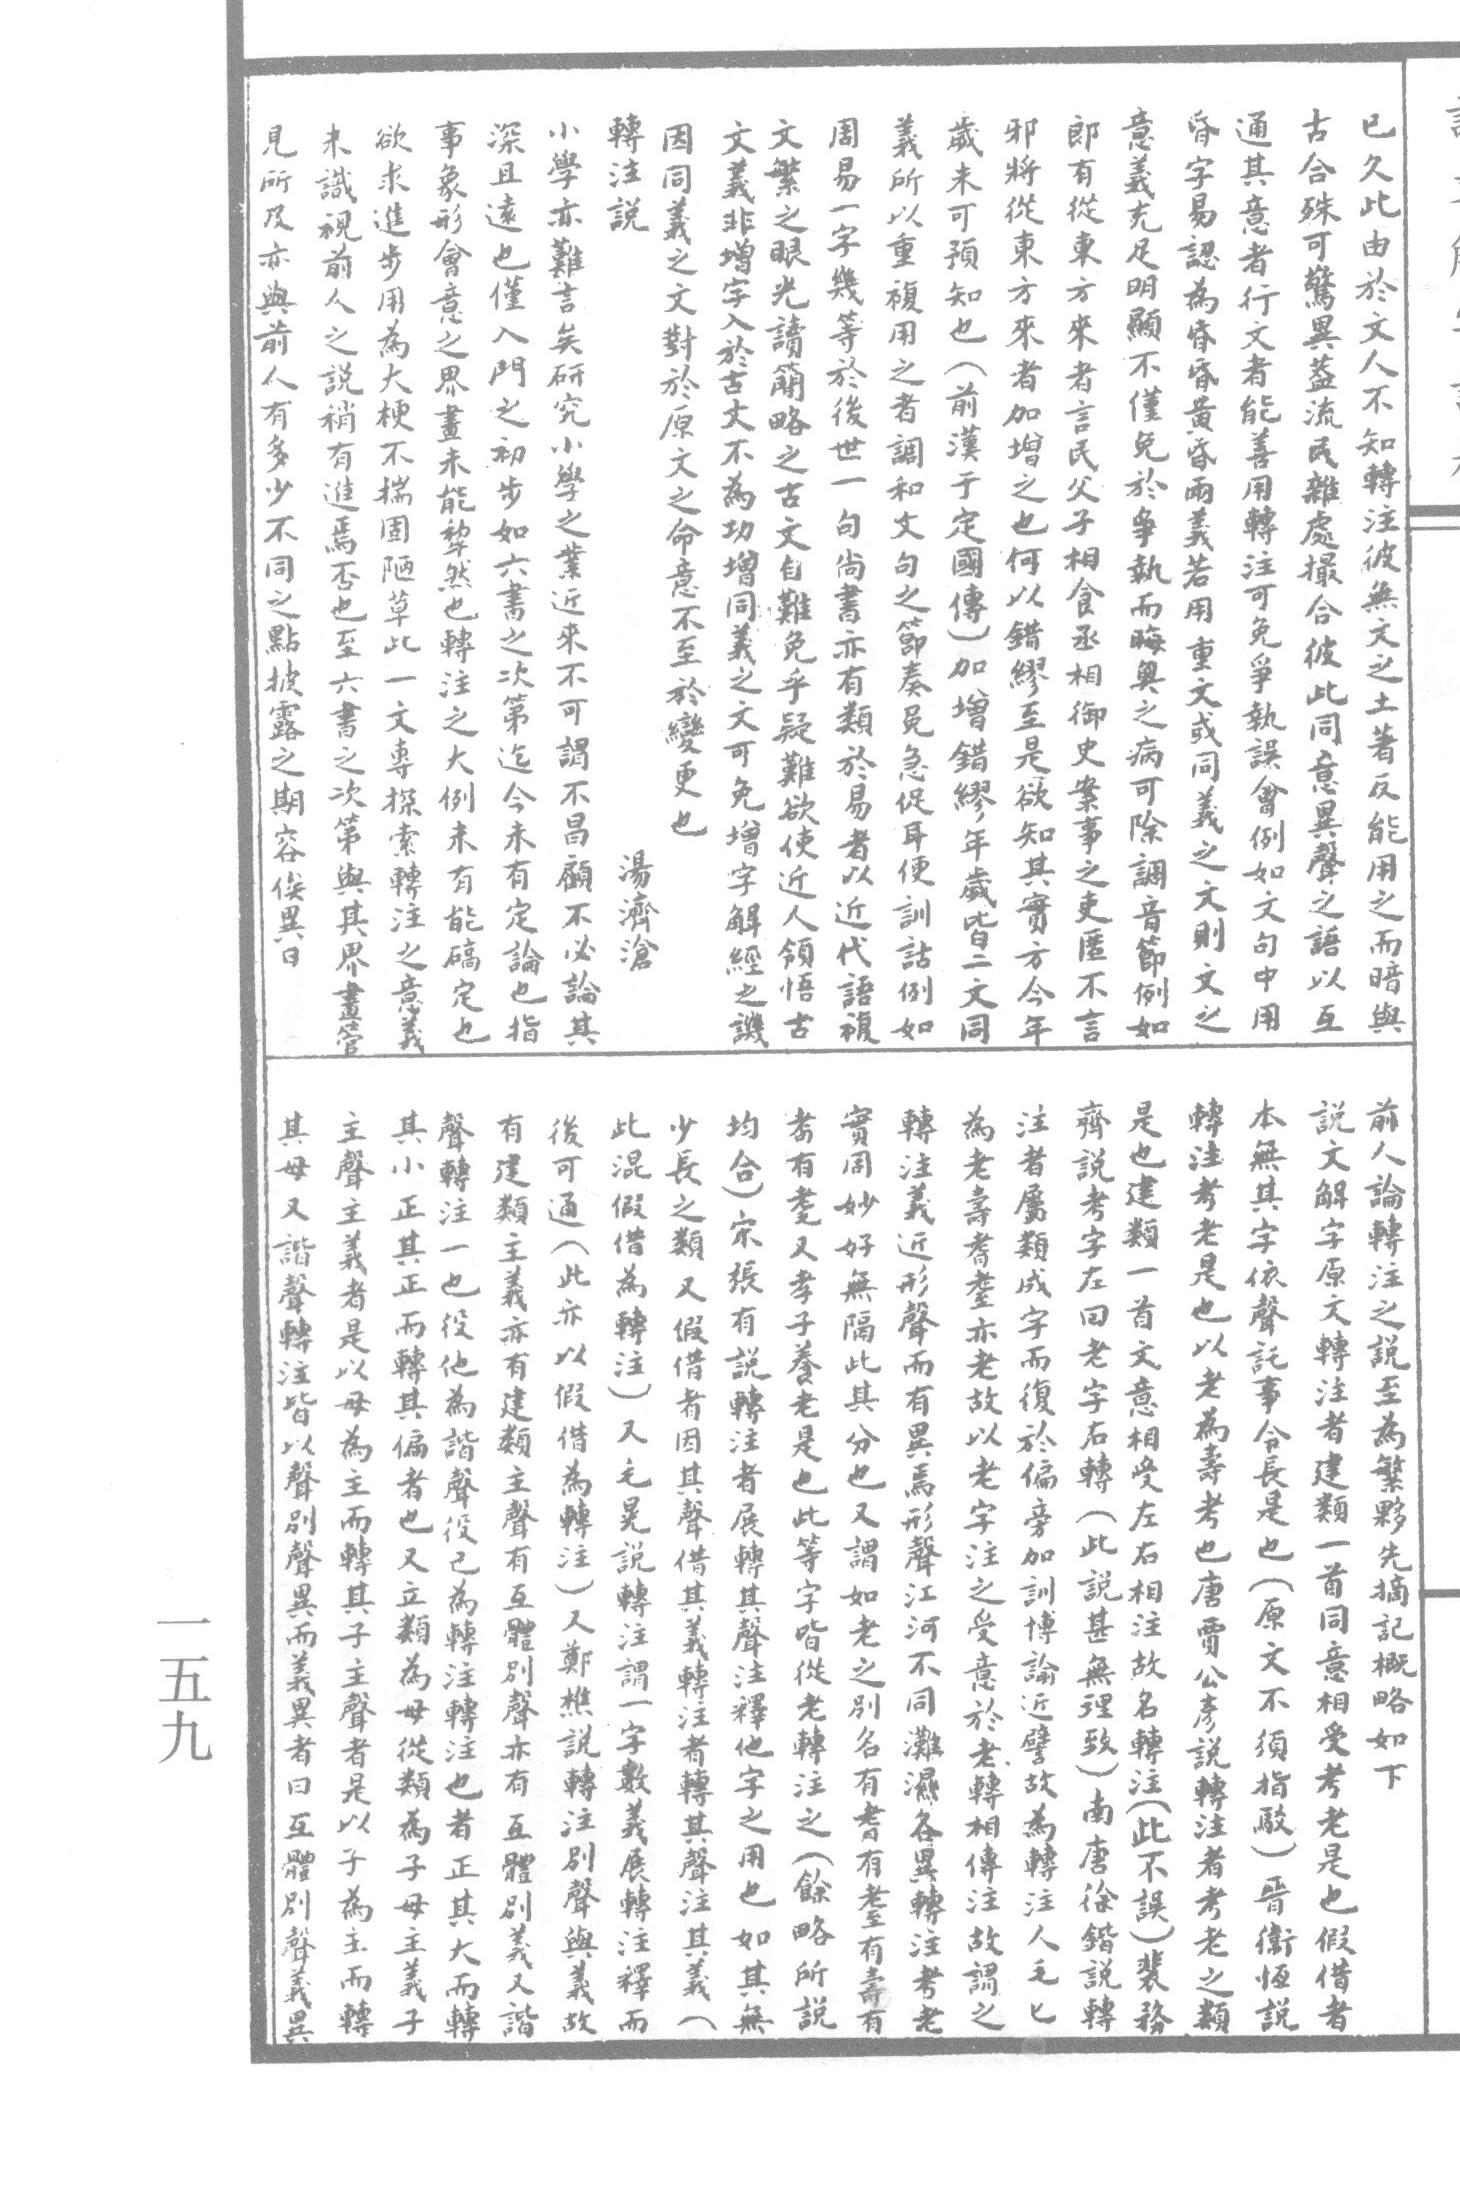 已久此由於文人不知轉注彼無文之土著反能用之而暗與
古合殊可驚異蓋流民雜處撮合彼此同意異聲之語以互
通其意者行文者能善用轉注可免爭執誤會例如文句中用
昏字易認為昏昏黃昏兩義若用重文或同義之文則文之
意義充足明顯不僅免於爭執而晦奧之病可除調音節例如
郎有從東方來者言民父子相食丞相御史案事之吏匿不言
邪將從東方來者加增之也何以錯繆至是欲知其實方今年
歲未可預知也（前漢于定國傳）加增錯繆年歲皆二文同
義所以重複用之者調和文句之節奏免急促耳便訓詁例如
周易一字幾等於後世一句尚書亦有類於易者以近代語複
文繁之眼光讀簡略之古文自難免乎疑難欲使近人領悟古
文義非增字入於古文不為功增同義之文可免增字解經之譏
因同義之文對於原文之命意不至於變更也
轉注説
湯濟滄
小學亦難言矣研究小學之業近來不可謂不昌顧不必論其
深且遠也僅入門之初步如六書之次第迄今未有定論也指
事象形會意之界畫未能犂然也轉注之大例未有能碻定也
欲求進步用為大梗不揣固陋草此一文專探索轉注之意義
未識視前人之説稍有進焉否也至六書之次第與其界畫管
見所及亦與前人有多少不同之點披露之期容俟異日
前人論轉注之説至為繁夥先摘記概略如下
説文解字原文轉注者建類一首同意相受考老是也假借者
本無其字依聲託事令長是也（原文不須指駁）晉衞恆説
轉注考老是也以老為壽考也唐賈公彥説轉注者考老之類
是也建類一首文意相受左右相注故名轉注（此不誤）裴務
齊説考字左回老字右轉（此説甚無理致）南唐徐鍇説轉
注者屬類成字而復於偏旁加訓博諭近譬故為轉注人毛匕
為老壽耆耋亦老故以老字注之受意於老轉相傳注故謂之
轉注義近形聲而有異焉形聲江河不同灘濕各異轉注考老
實同妙好無隔此其分也又謂如老之別名有耆有耋有壽有
耄有耊又孝子養老是也此等字皆從老轉注之（餘略所説
均合）宋張有説轉注者展轉其聲注釋他字之用也如其無
少長之類又假借者因其聲借其義轉注者轉其聲注其義（
此混假借為轉注）又毛晃説轉注謂一字數義展轉注釋而
後可通（此亦以假借為轉注）又鄭樵説轉注別聲與義故
有建類主義亦有建類主聲有互體別聲亦有互體別義又諧
聲轉注一也役他為諧聲役己為轉注轉注也者正其大而轉
其小正其正而轉其偏者也又立類為母從類為子母主義子
主聲主義者是以母為主而轉其子主聲者是以子為主而轉
其母又諧聲轉注皆以聲別聲異而義異者曰互體別聲義異
一五九